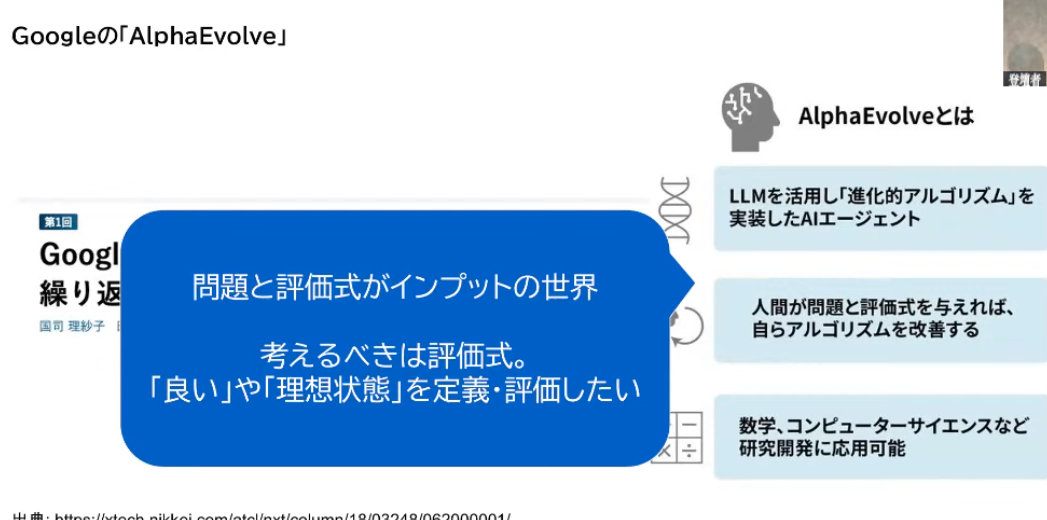 Googleの「AlphaEvolve」
登壇者
AlphaEvolveとは
LLMを活用し「進化的アルゴリズム」を
実装したAIエージェント
人間が問題と評価式を与えれば、
自らアルゴリズムを改善する
数学、コンピューターサイエンスなど
研究開発に応用可能
第1回
Googl
繰り返
国司 理紗子
問題と評価式がインプットの世界
考えるべきは評価式。
「良い」や「理想状態」を定義・評価したい
出典: https://xtech.nikkei.com/atcl/nxt/column/18/03248/062000001/